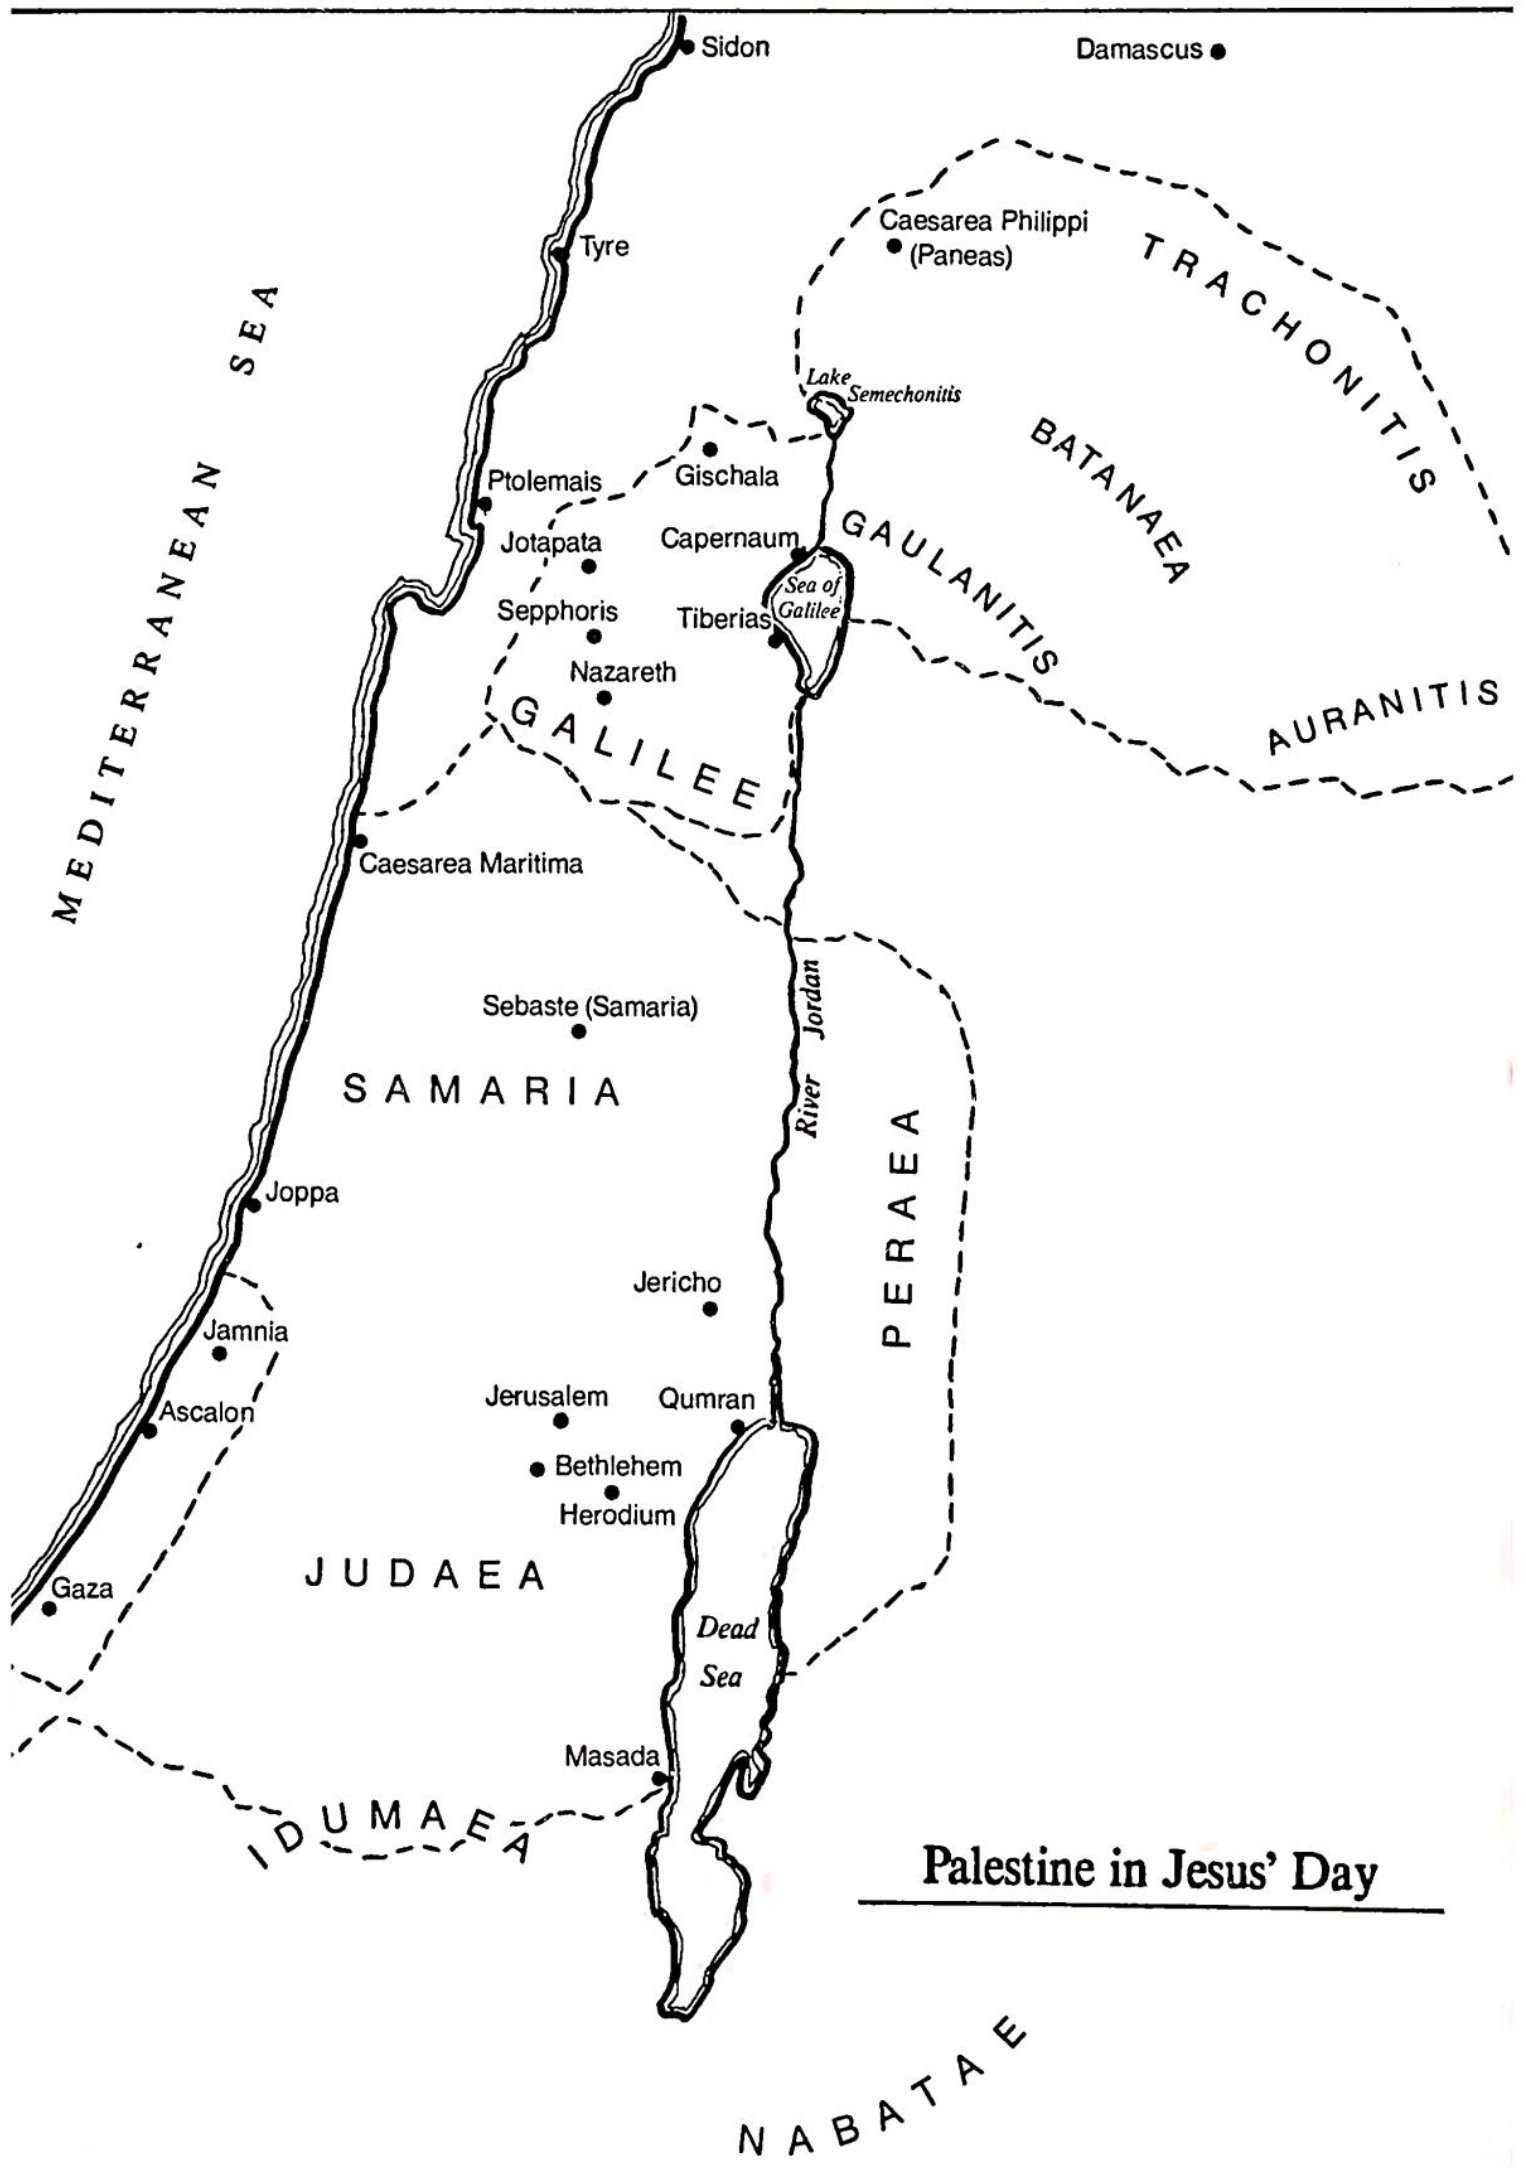 Sidon
Damascus
Caesarea Philippi
(Paneas)
Tyre
TRACHONITIS
MEDITERRANEAN SEA
Lake
Semechonitis
BATANAEA
Gischala
Ptolemais
GAULANITIS
Jotapata
Capernaum
Sea of
Galilee
Sepphoris
Tiberias
Nazareth
GALILEE
AURANITIS
Caesarea Maritima
River Jordan
Sebaste (Samaria)
SAMARIA
PERAEA
Joppa
Jericho
Jamnia
Jerusalem
Qumran
Ascalon
Bethlehem
Herodium
JUDAEA
Gaza
Dead
Sea
Masada
IDUMAEA
Palestine in Jesus' Day
NABATAE